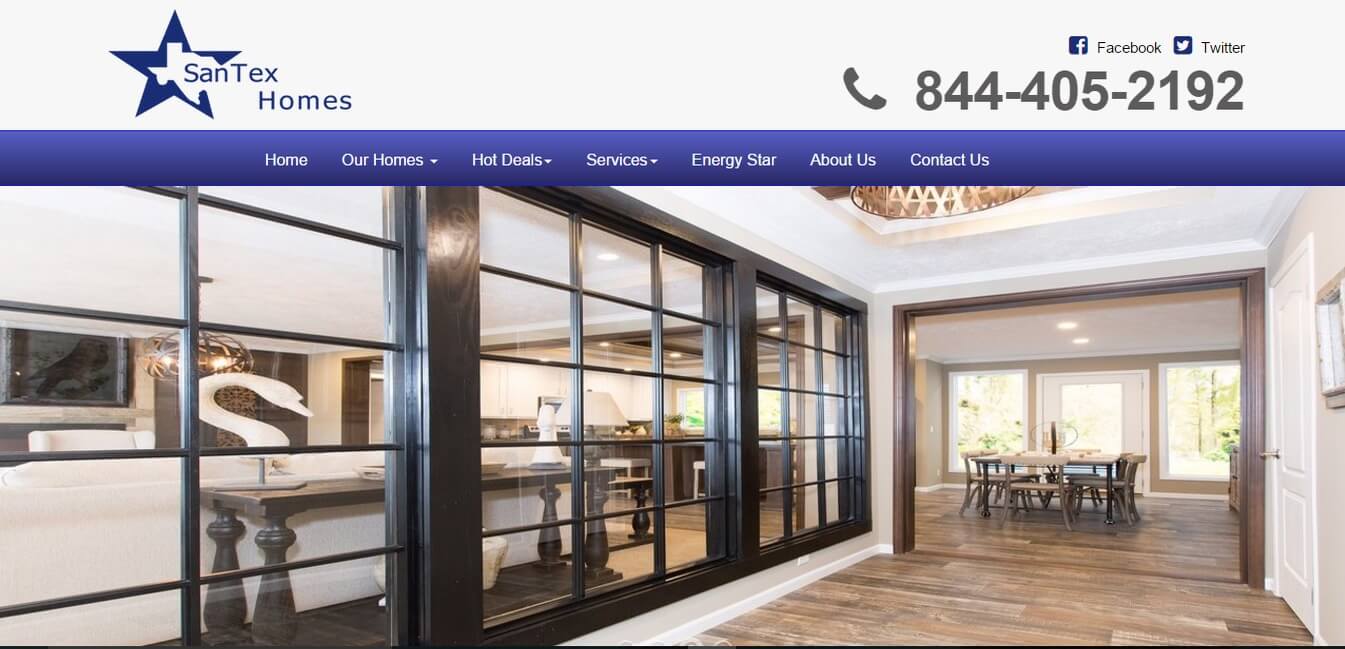 SanTex
Homes
Facebook Twitter
844-405-2192
Home Our Homes Hot Deals Services Energy Star About Us Contact Us